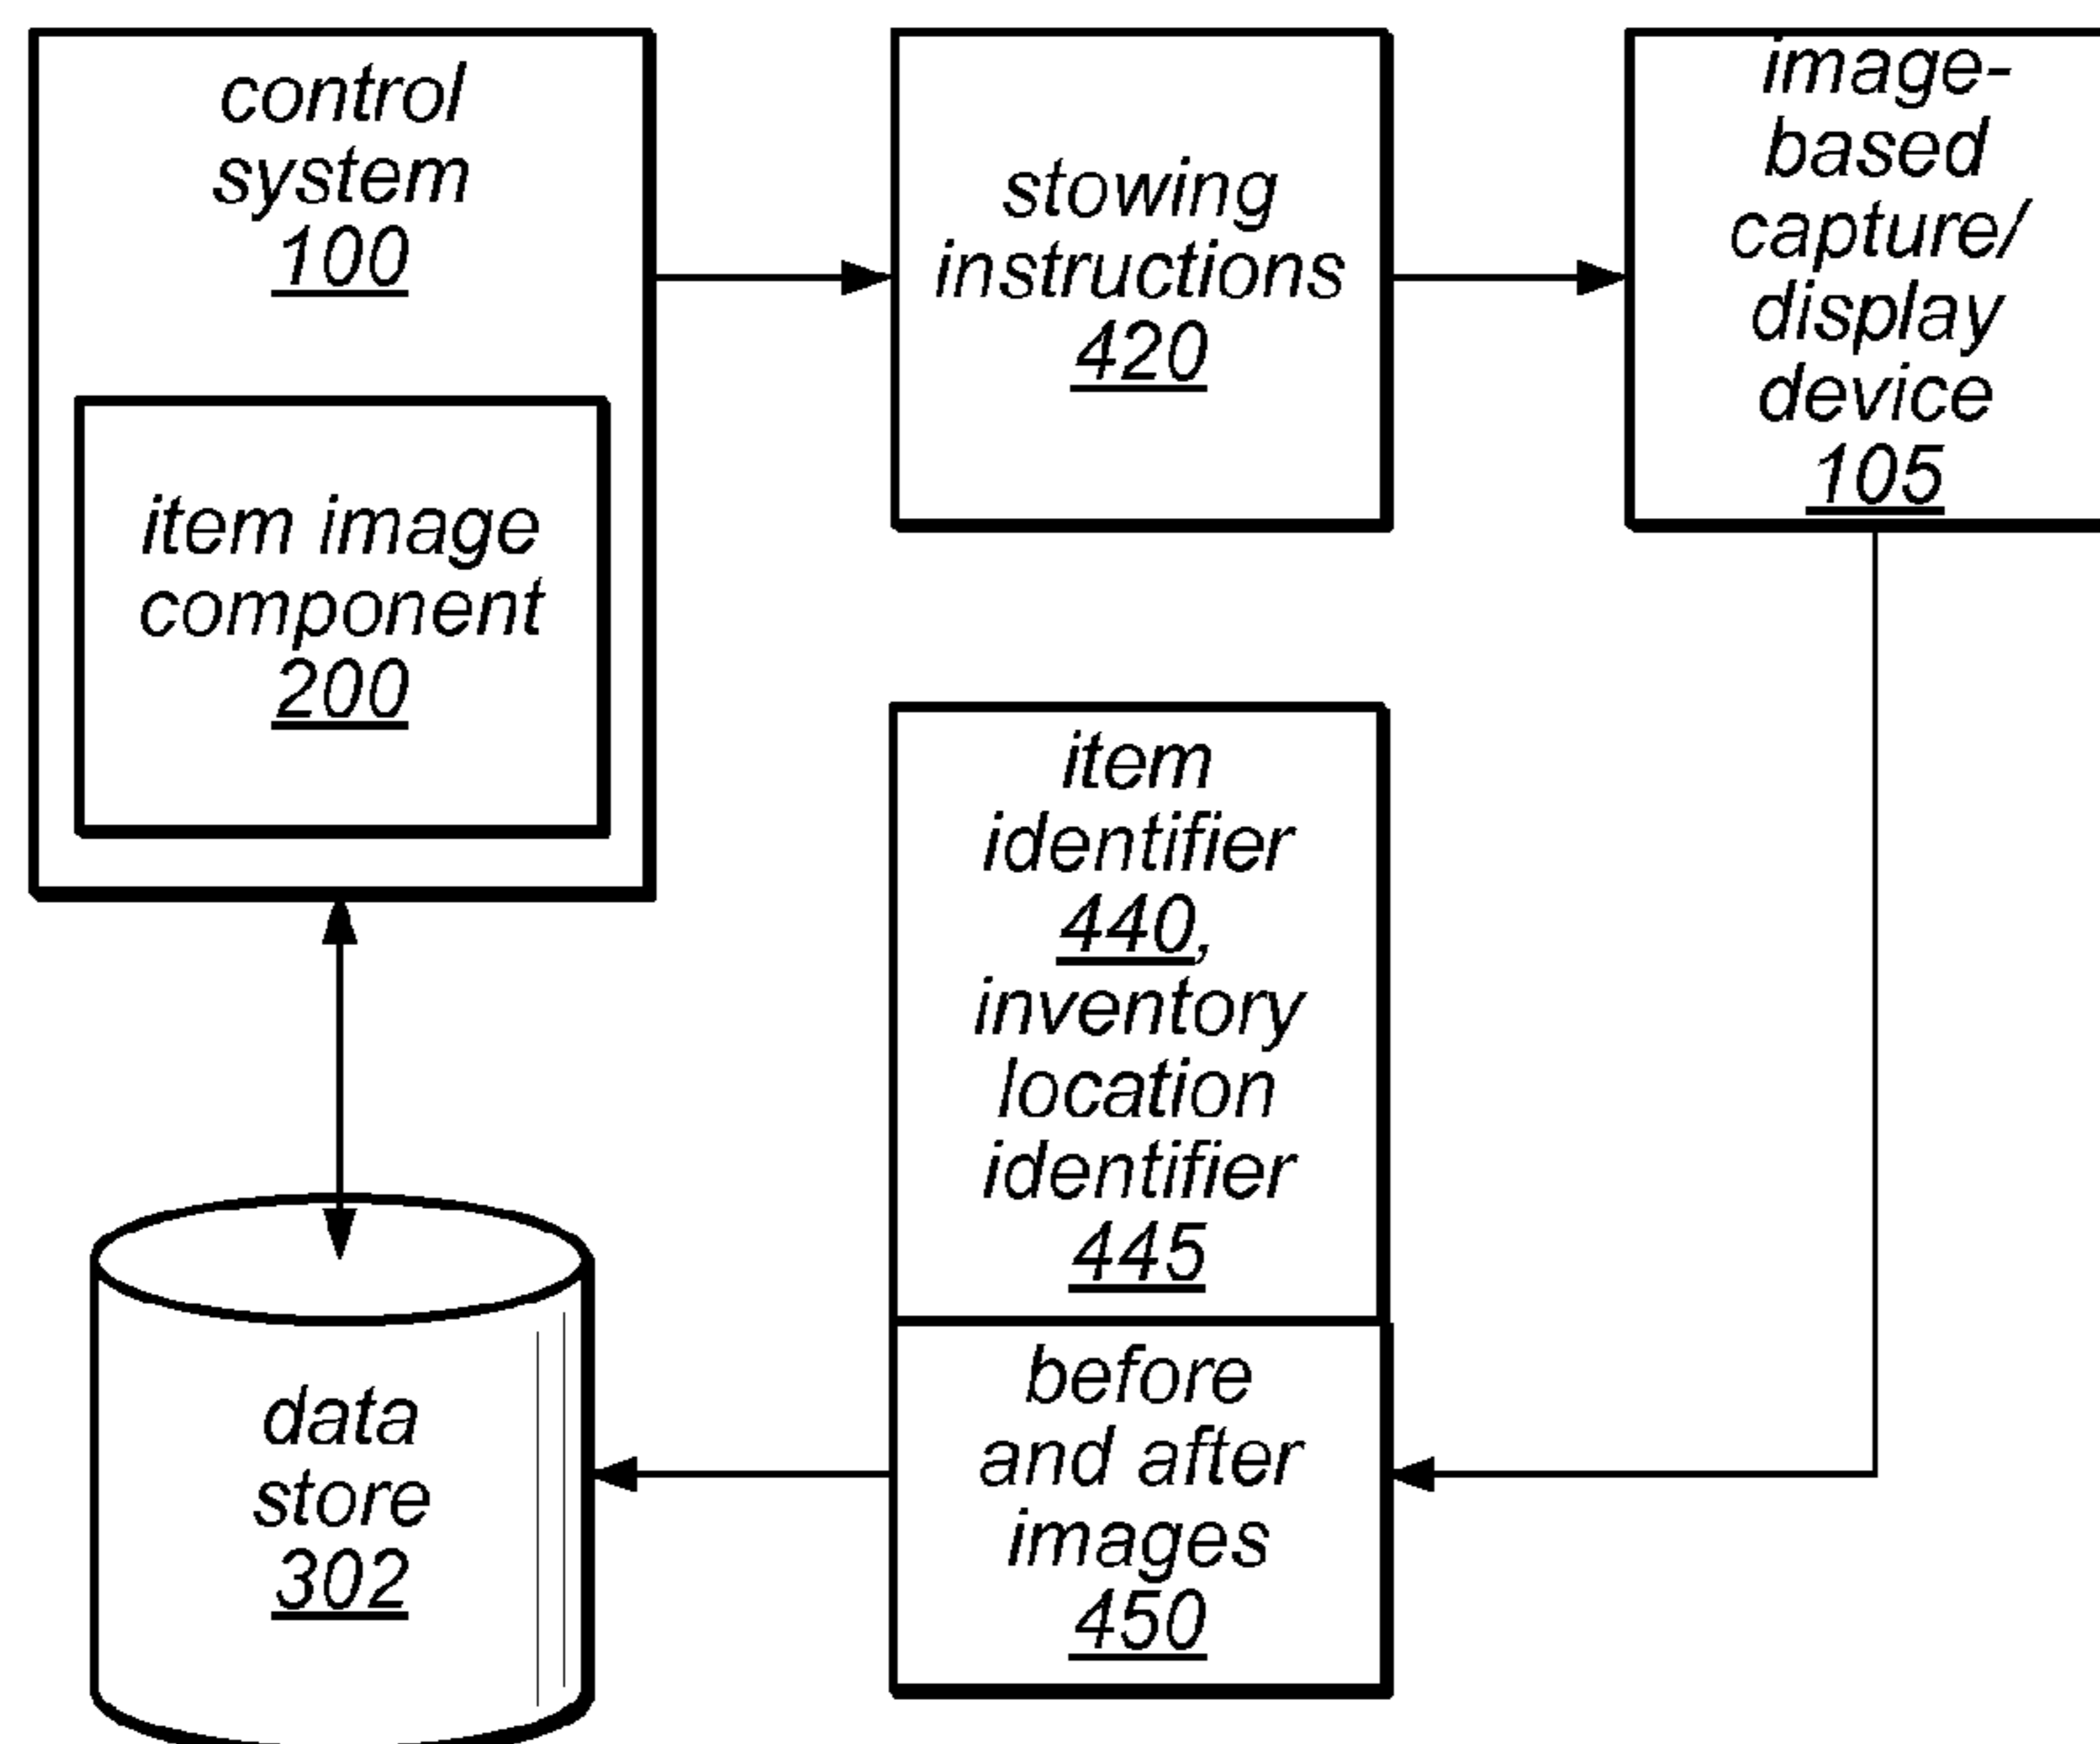 control
system
100
item image
component
200
stowing
instructions
420
image-
based
capture/
display
device
105
item
identifier
440,
inventory
location
identifier
445
before
and after
images
450
data
store
302